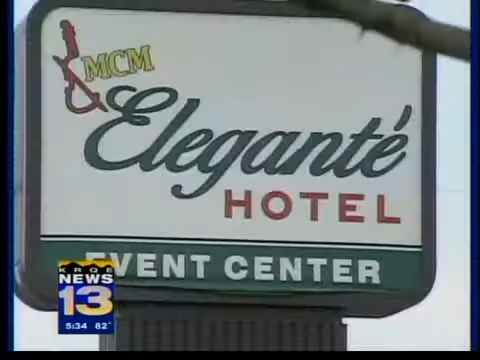 MCM
Eleganté
HOTEL
EVENT CENTER
KRQE
NEWS
13
5:34 82°